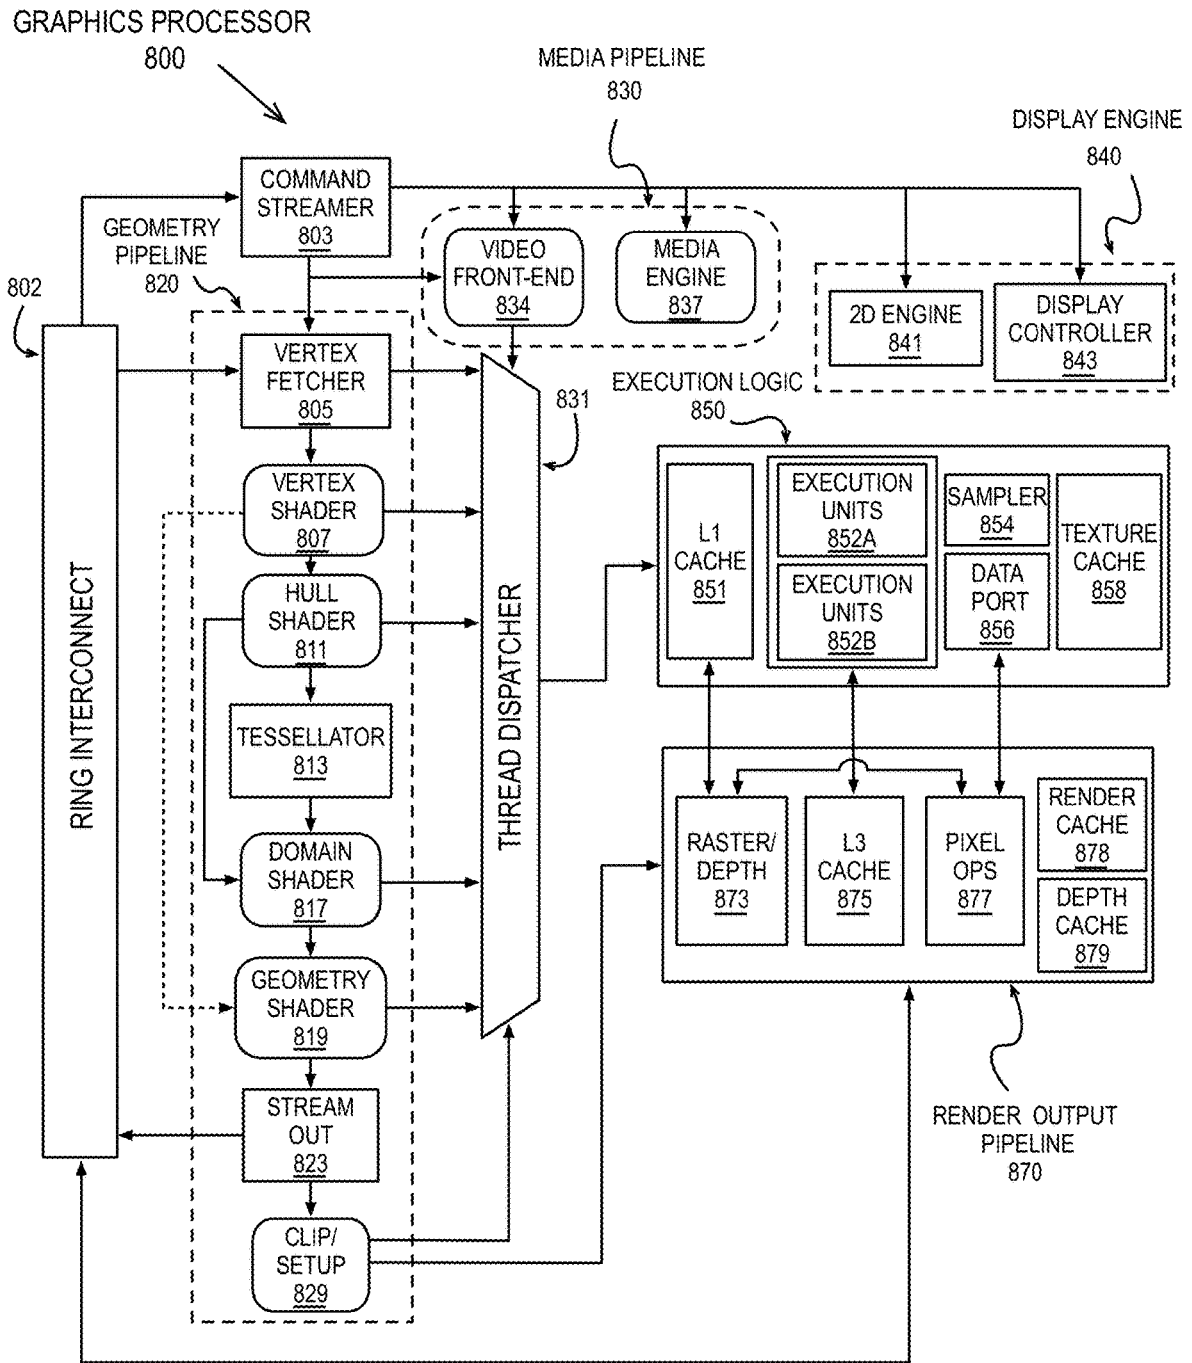 GRAPHICS PROCESSOR
800
MEDIA PIPELINE
830
DISPLAY ENGINE
840
COMMAND
STREAMER
803
GEOMETRY
PIPELINE
820
VIDEO
FRONT-END
834
MEDIA
ENGINE
837
2D ENGINE
841
DISPLAY
CONTROLLER
843
802
RING INTERCONNECT
VERTEX
FETCHER
805
VERTEX
SHADER
807
HULL
SHADER
811
TESSELLATOR
813
DOMAIN
SHADER
817
GEOMETRY
SHADER
819
STREAM
OUT
823
CLIP/
SETUP
829
THREAD DISPATCHER
831
EXECUTION LOGIC
850
L1
CACHE
851
EXECUTION
UNITS
852A
EXECUTION
UNITS
852B
SAMPLER
854
DATA
PORT
856
TEXTURE
CACHE
858
RASTER/
DEPTH
873
L3
CACHE
875
PIXEL
OPS
877
RENDER
CACHE
878
DEPTH
CACHE
879
RENDER OUTPUT
PIPELINE
870